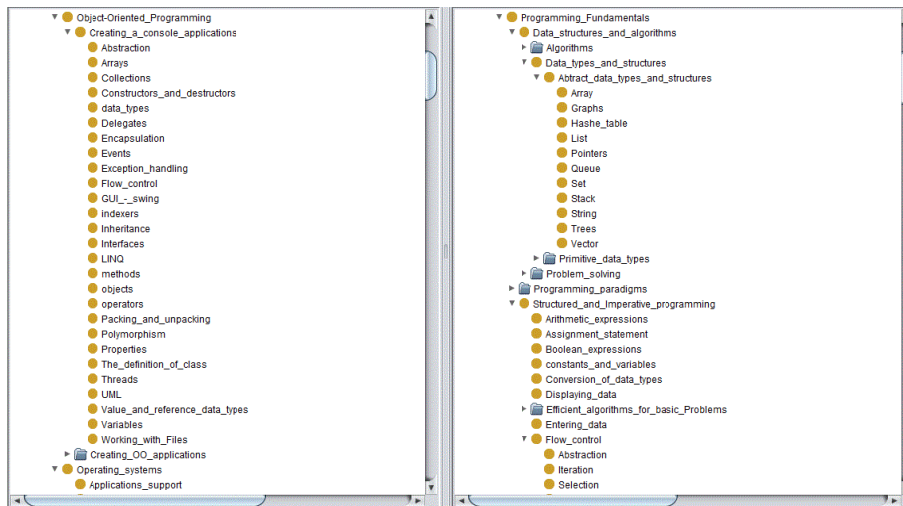 Object-Oriented_Programming
Creating_a_console_applications
Abstraction
Arrays
Collections
Constructors_and_destructors
data_types
Delegates
Encapsulation
Events
Exception_handling
Flow_control
GUI_-_swing
indexers
Inheritance
Interfaces
LINQ
methods
objects
operators
Packing_and_unpacking
Polymorphism
Properties
The_definition_of_class
Threads
UML
Value_and_reference_data_types
Variables
Working_with_Files
Creating_OO_applications
Operating_systems
Applications_support
Programming_Fundamentals
Data_structures_and_algorithms
Algorithms
Data_types_and_structures
Abtract_data_types_and_structures
Array
Graphs
Hashe_table
List
Pointers
Queue
Set
Stack
String
Trees
Vector
Primitive_data_types
Problem_solving
Programming_paradigms
Structured_and_Imperative_programming
Arithmetic_expressions
Assignment_statement
Boolean_expressions
constants_and_variables
Conversion_of_data_types
Displaying_data
Efficient_algorithms_for_basic_Problems
Entering_data
Flow_control
Abstraction
Iteration
Selection